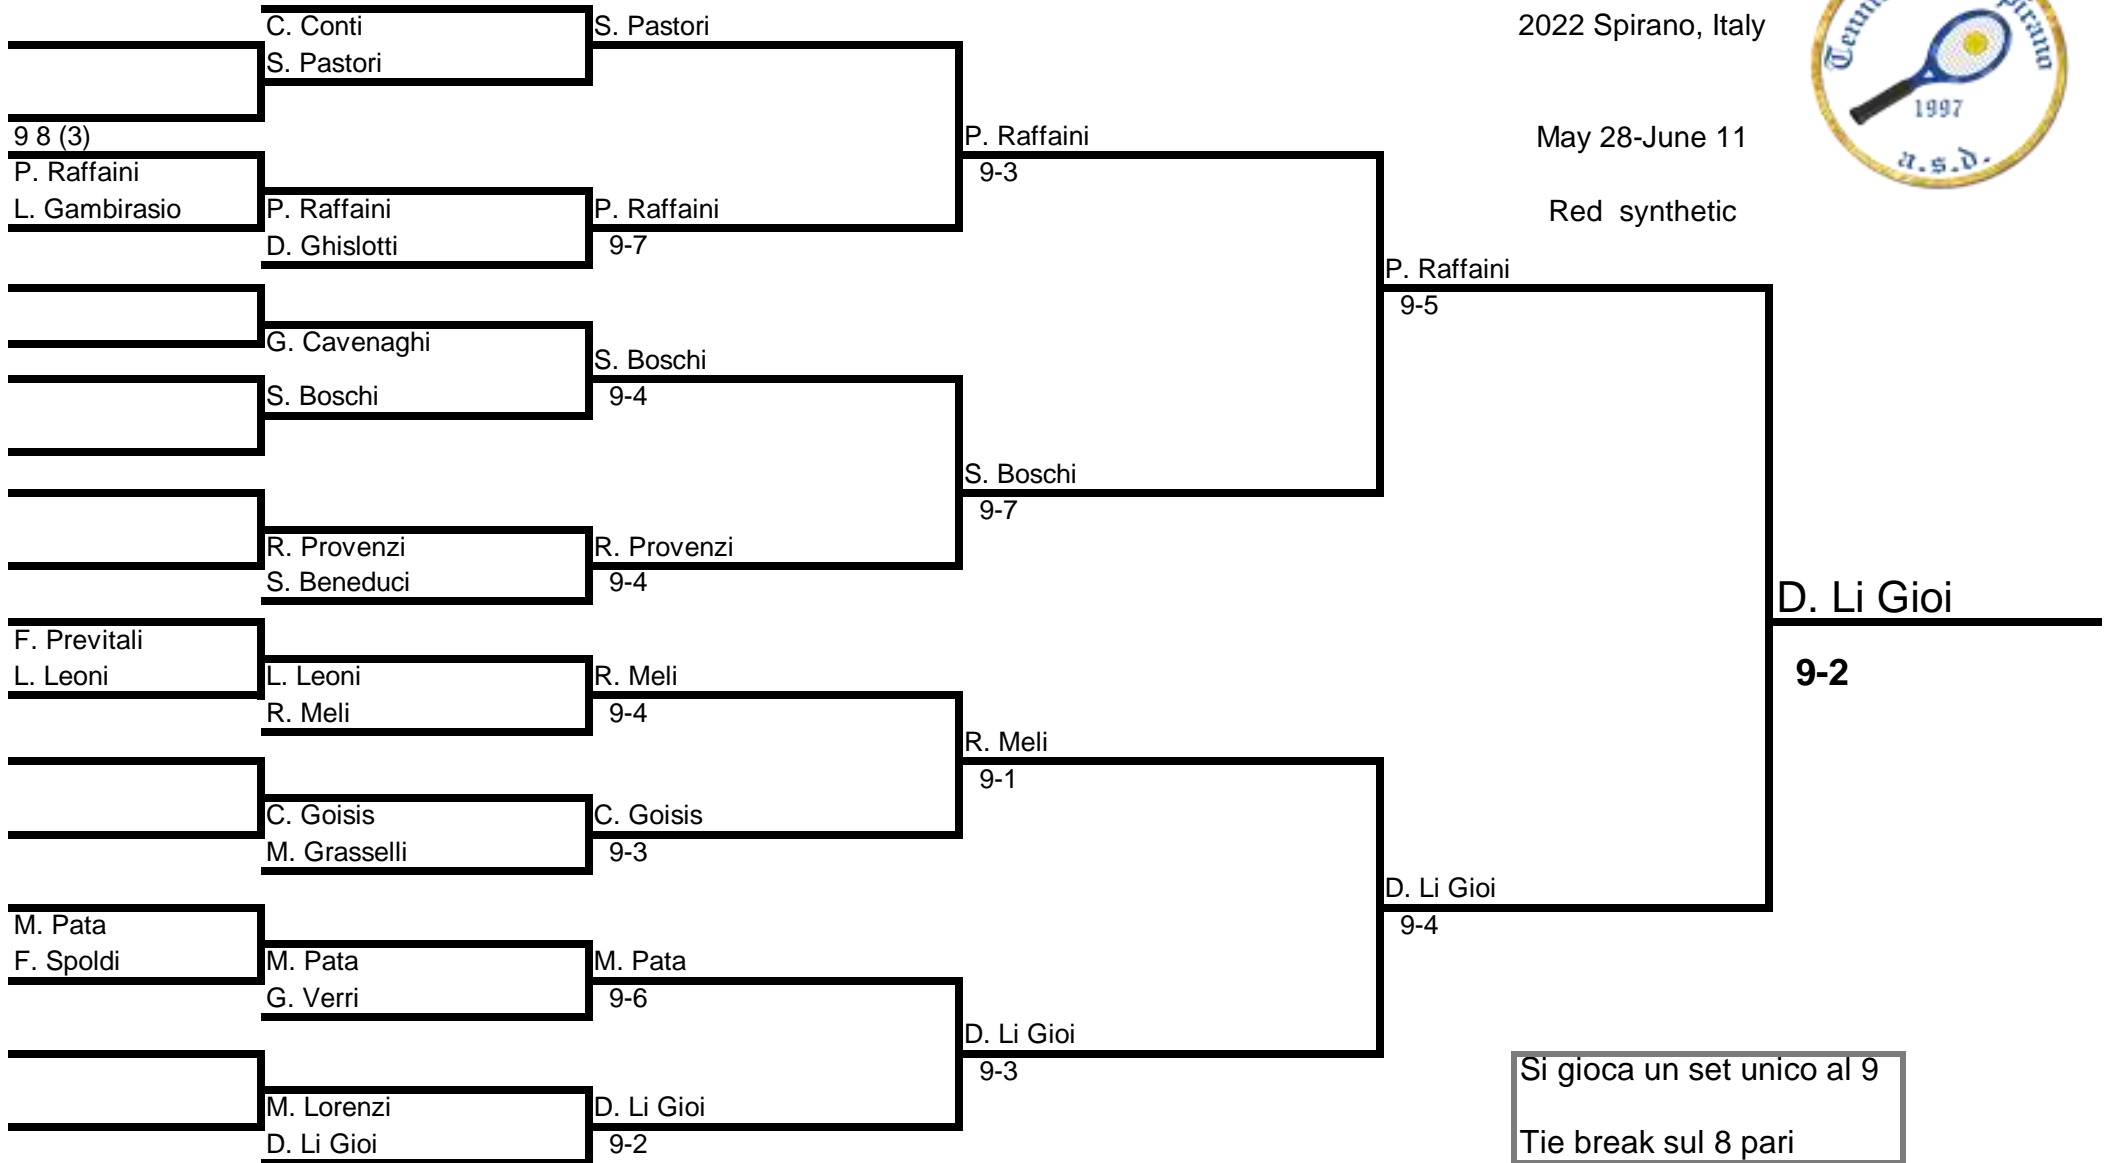 C. Conti
S. Pastori
S. Pastori
9 8 (3)
P. Raffaini
L. Gambirasio
P. Raffaini
D. Ghislotti
P. Raffaini
9-7
P. Raffaini
9-3
G. Cavenaghi
S. Boschi
S. Boschi
9-4
R. Provenzi
S. Beneduci
R. Provenzi
9-4
S. Boschi
9-7
P. Raffaini
9-5
F. Previtali
L. Leoni
L. Leoni
R. Meli
R. Meli
9-4
C. Goisis
M. Grasselli
C. Goisis
9-3
R. Meli
9-1
M. Pata
F. Spoldi
M. Pata
G. Verri
M. Pata
9-6
M. Lorenzi
D. Li Gioi
D. Li Gioi
9-2
D. Li Gioi
9-3
D. Li Gioi
9-4
D. Li Gioi
9-2
2022 Spirano, Italy
May 28-June 11
Red synthetic
1997
a.s.d.
Si gioca un set unico al 9
Tie break sul 8 pari